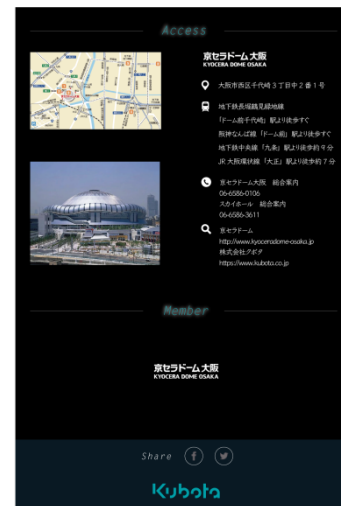 Access
京セラドーム大阪
KYOCERA DOME OSAKA
大阪市西区千代崎3丁目中2番1号
地下鉄長堀鶴見緑地線
「ドーム前千代崎」駅より徒歩すぐ
阪神なんば線「ドーム前」駅より徒歩すぐ
地下鉄中央線「九条」駅より徒歩約9分
JR大阪環状線「大正」駅より徒歩約7分
京セラドーム大阪 総合案内
06-6586-0106
スカイホール 総合案内
06-6586-3611
京セラドーム
http://www.kyoceradome-osaka.jp
株式会社クボタ
https://www.kubota.co.jp
Member
京セラドーム大阪
KYOCERA DOME OSAKA
Share
Kubota